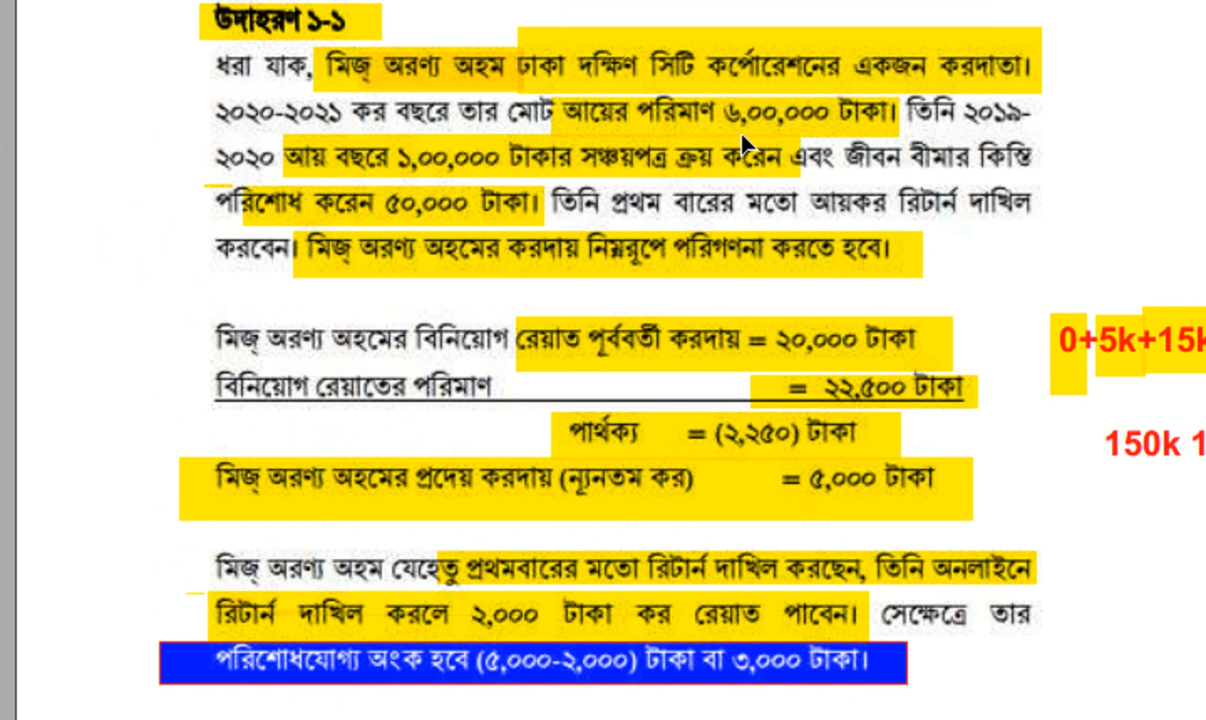 উদাহরণ ১-১
ধরা যাক, মিজ্ অরণ্য অহম ঢাকা দক্ষিণ সিটি কর্পোরেশনের একজন করদাতা।
২০২০-২০২১ কর বছরে তার মোট আয়ের পরিমাণ ৬,০০,০০০ টাকা। তিনি ২০১৯-
২০২০ আয় বছরে ১,০০,০০০ টাকার সঞ্চয়পত্র ক্রয় করেন এবং জীবন বীমার কিস্তি
পরিশোধ করেন ৫০,০০০ টাকা। তিনি প্রথম বারের মতো আয়কর রিটার্ন দাখিল
করবেন। মিজ্ অরণ্য অহমের করদায় নিম্নরূপে পরিগণনা করতে হবে।
মিজ্ অরণ্য অহমের বিনিয়োগ রেয়াত পূর্ববর্তী করদায় = ২০,০০০ টাকা 0+5k+15k
বিনিয়োগ রেয়াতের পরিমাণ = ২২,৫০০ টাকা
পার্থক্য = (২,২৫০) টাকা 150k 1
মিজ্ অরণ্য অহমের প্রদেয় করদায় (ন্যূনতম কর) = ৫,০০০ টাকা
মিজ্ অরণ্য অহম যেহেতু প্রথমবারের মতো রিটার্ন দাখিল করছেন, তিনি অনলাইনে
রিটার্ন দাখিল করলে ২,০০০ টাকা কর রেয়াত পাবেন। সেক্ষেত্রে তার
পরিশোধযোগ্য অংক হবে (৫,০০০-২,০০০) টাকা বা ৩,০০০ টাকা।